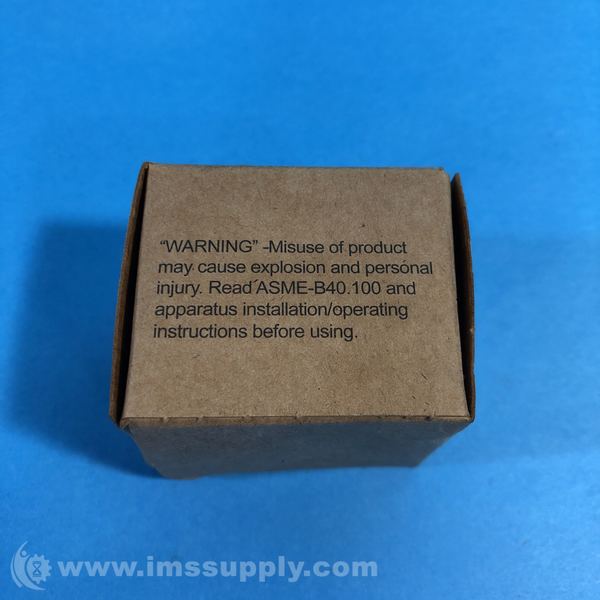 “WARNING” -Misuse of product
may cause explosion and personal
injury. Read ASME-B40.100 and
apparatus installation/operating
instructions before using.
www.imssupply.com